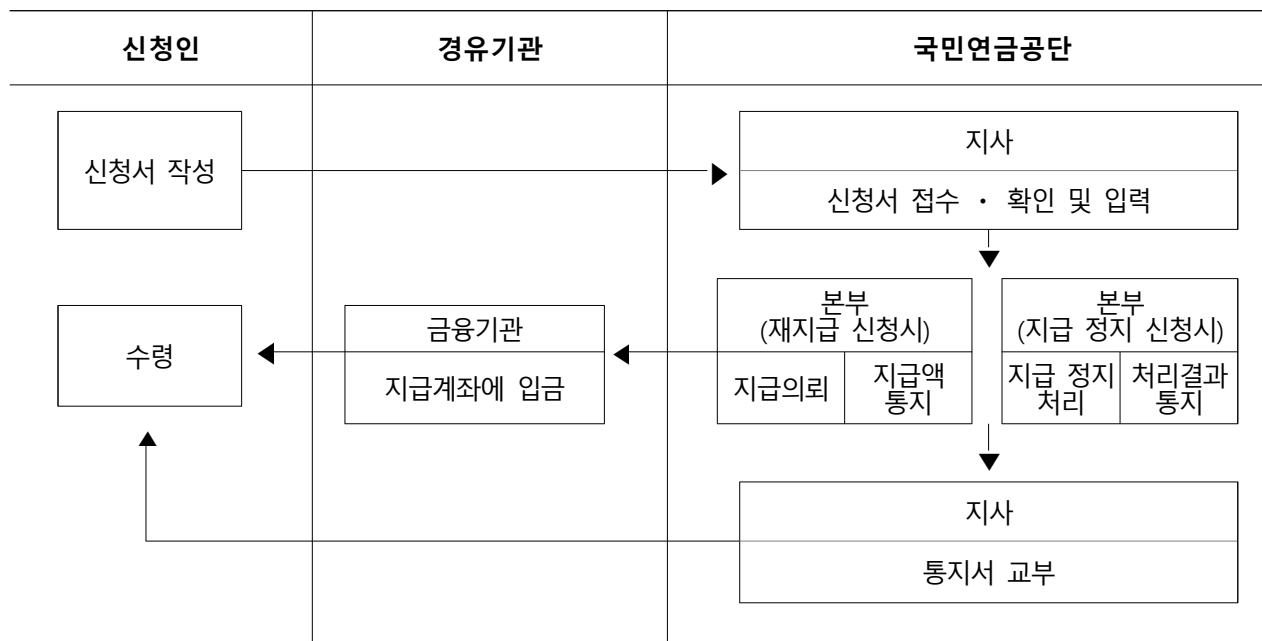 신청인
경유기관
국민연금공단
신청서 작성
지사
신청서 접수 · 확인 및 입력
수령
금융기관
지급계좌에 입금
본부
(재지급 신청시)
지급의뢰
지급액
통지
본부
(지급 정지 신청시)
지급 정지
처리
처리결과
통지
지사
통지서 교부